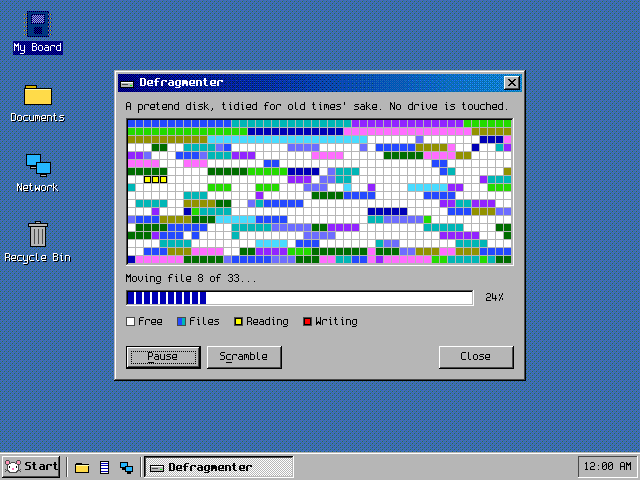 My Board
Documents
Network
Recycle Bin
Defragmenter
A pretend disk, tidied for old times' sake. No drive is touched.
Moving file 8 of 33...
24%
Free Files Reading Writing
Pause Scramble Close
Start Defragmenter 12:00 AM